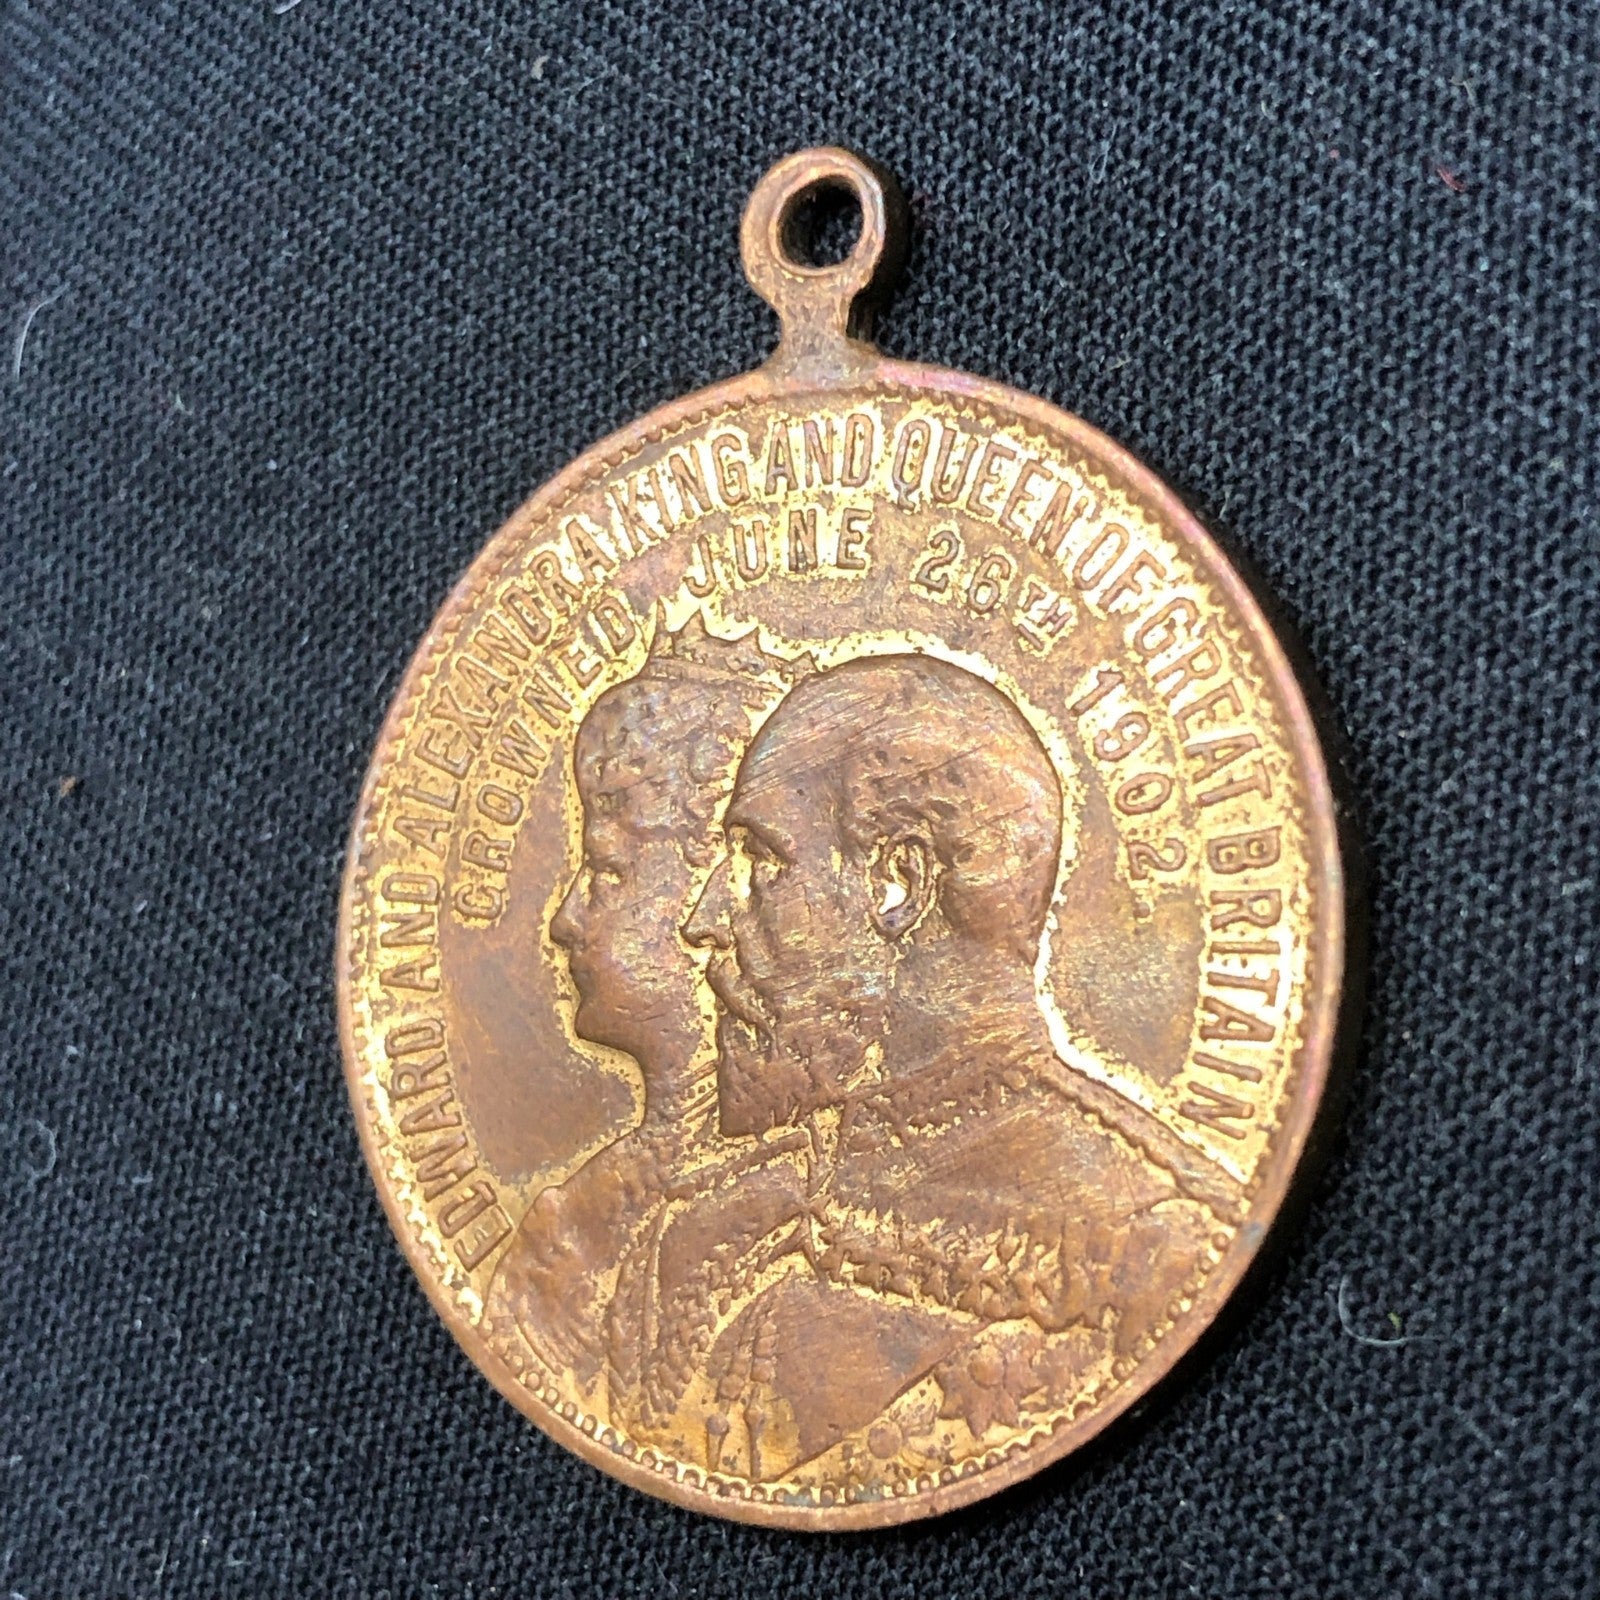 EDWARD AND ALEXANDRA KING AND QUEEN OF GREAT BRITAIN
CROWNED JUNE 26TH 1902